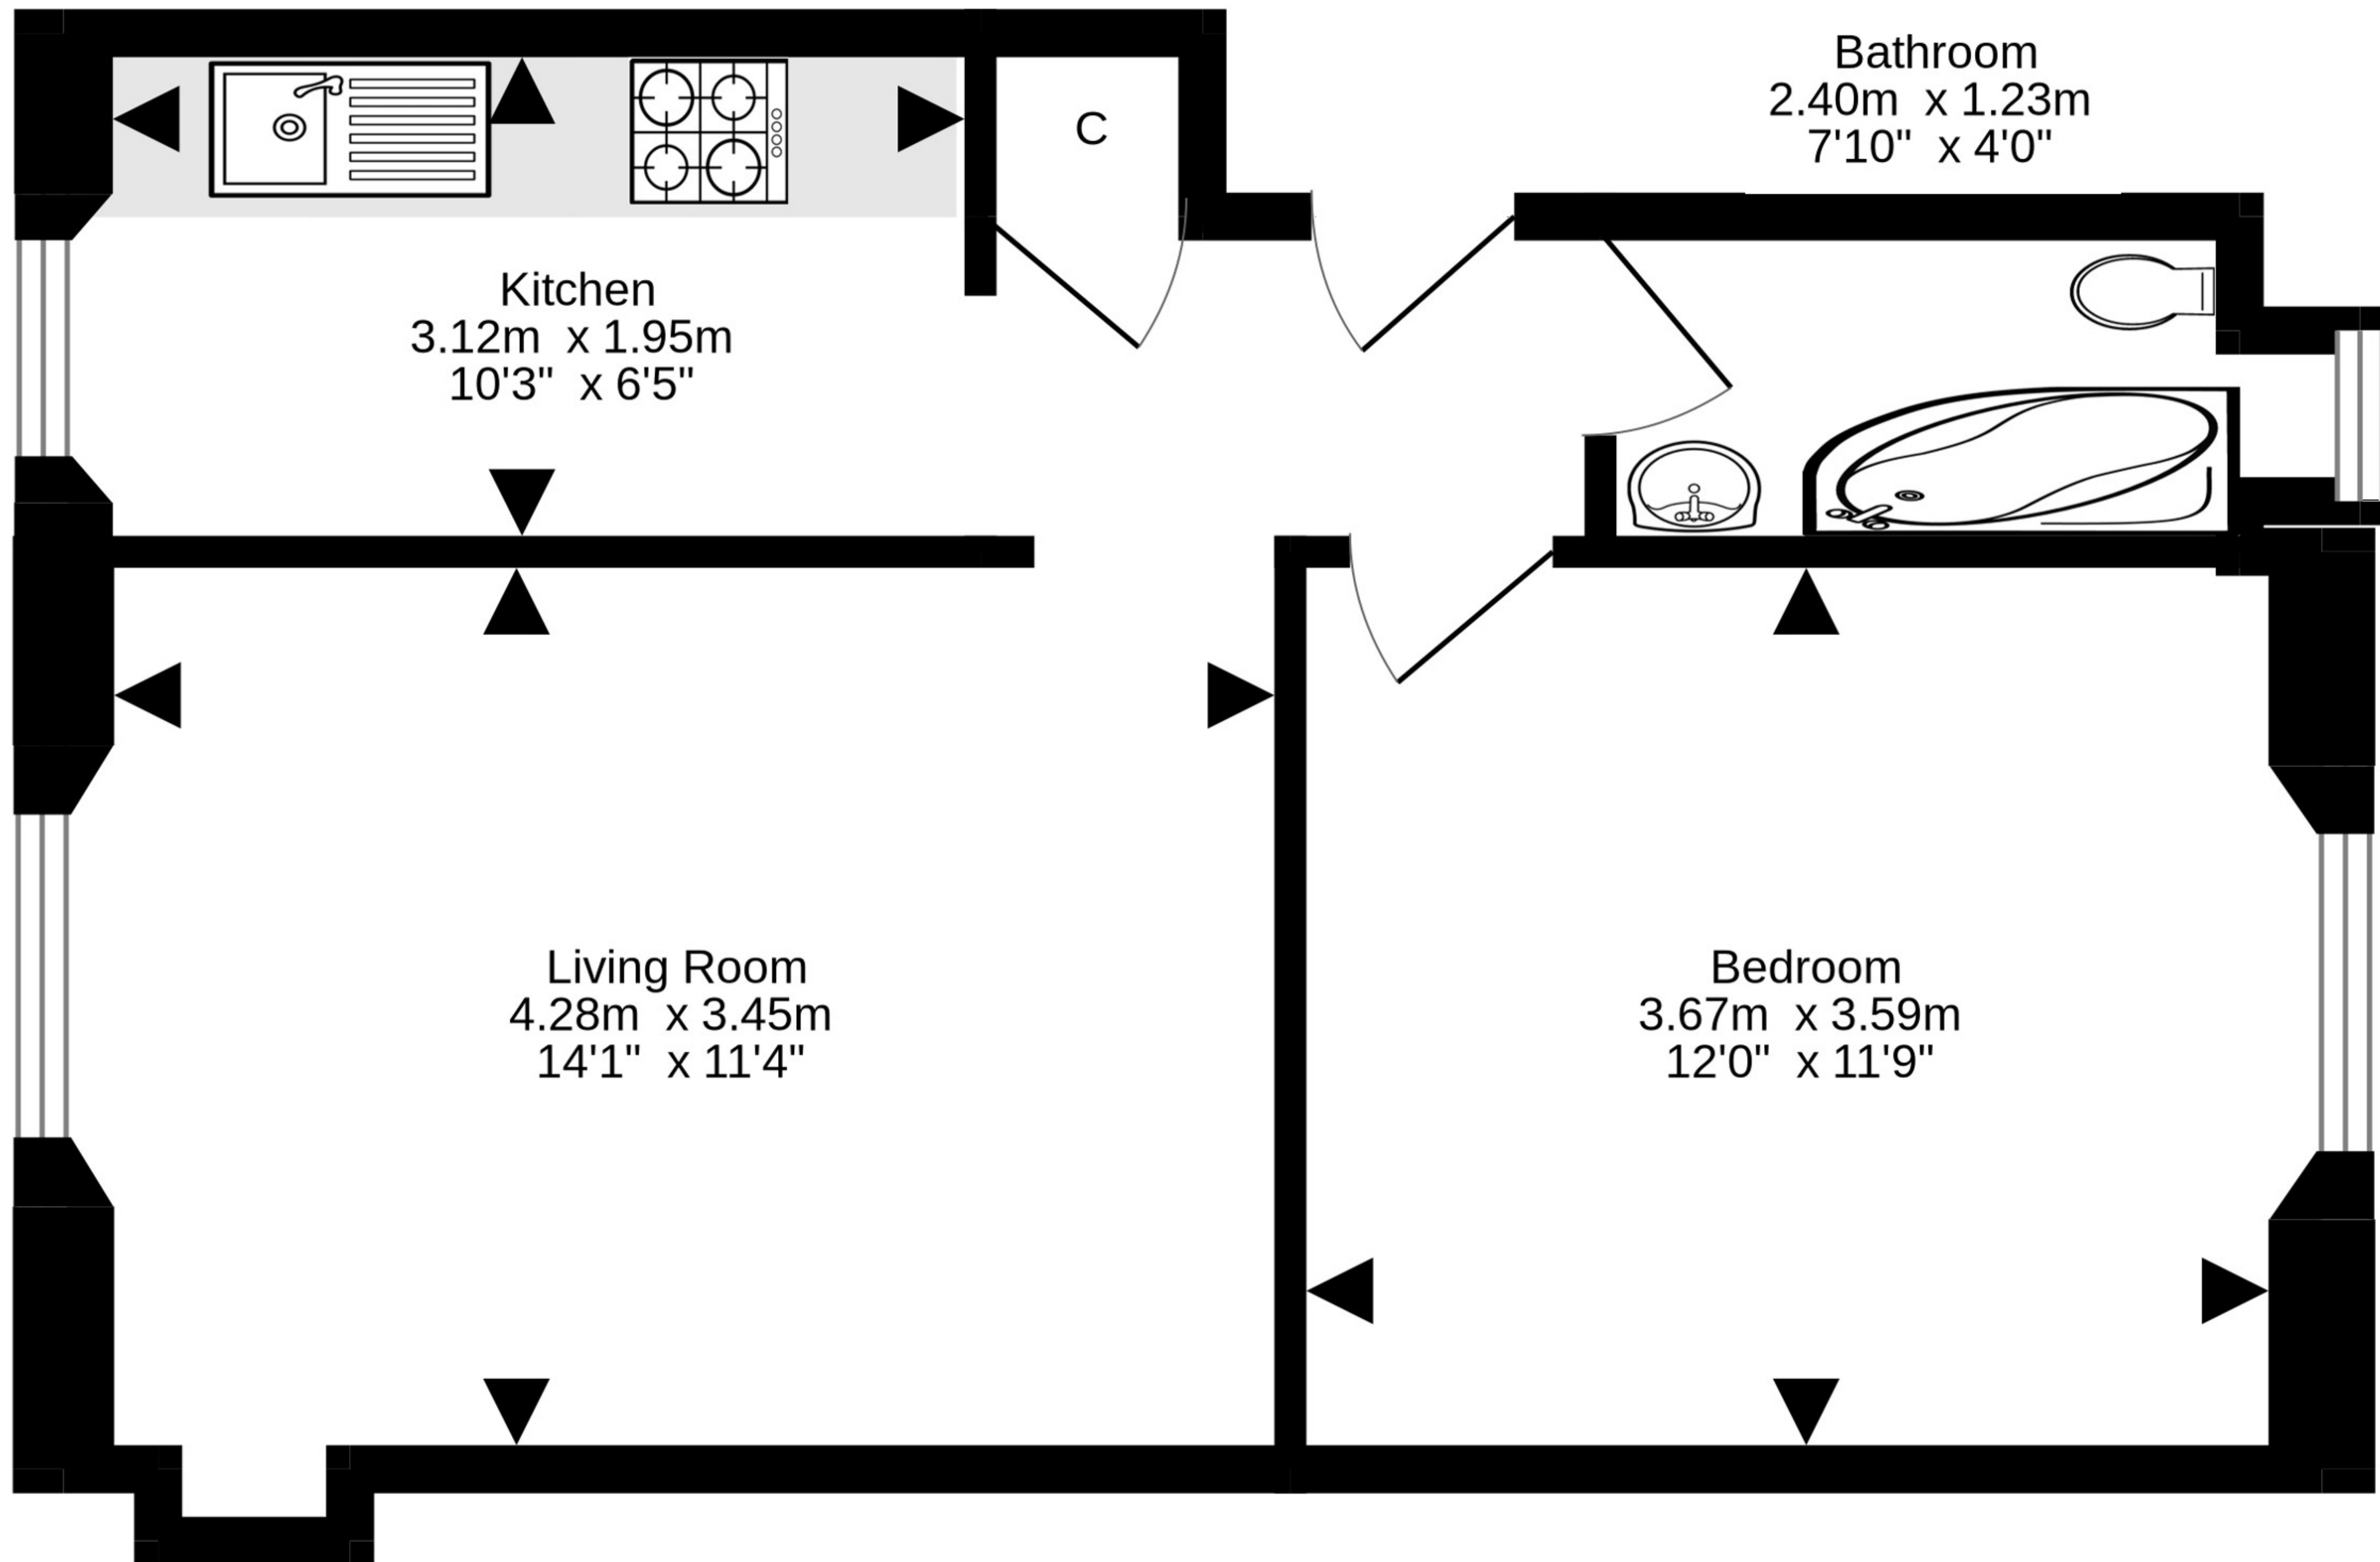 Bathroom
2.40m x 1.23m
7'10" x 4'0"
C
Kitchen
3.12m x 1.95m
10'3" x 6'5"
Living Room
4.28m x 3.45m
14'1" x 11'4"
Bedroom
3.67m x 3.59m
12'0" x 11'9"